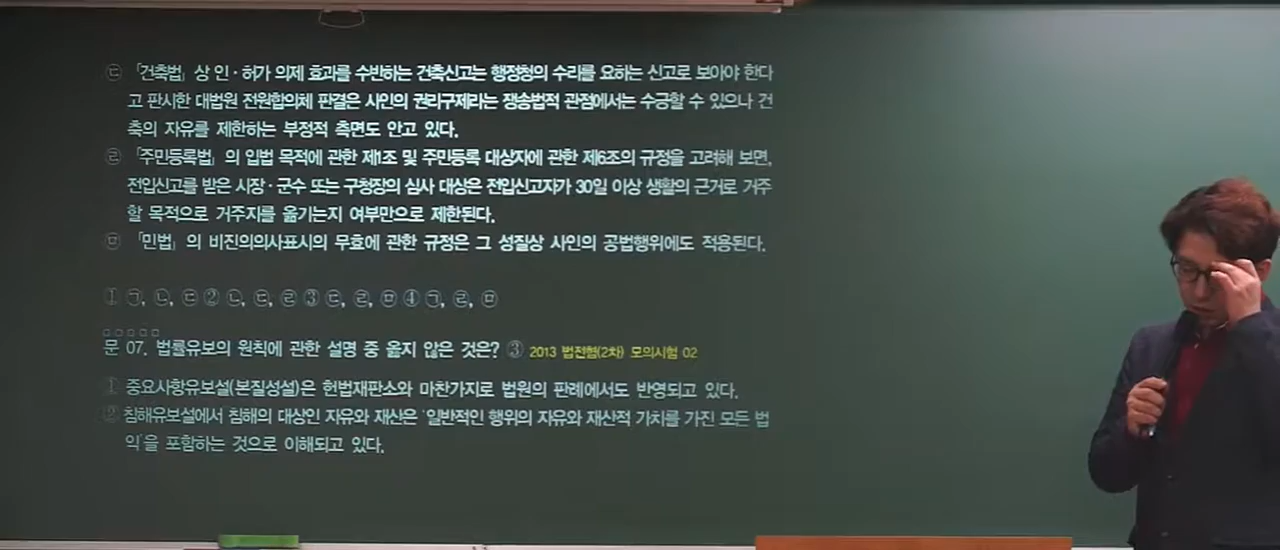 ㉢ 「건축법」 상 인·허가 의제 효과를 수반하는 건축신고는 행정청의 수리를 요하는 신고로 보아야 한다
고 판시한 대법원 전원합의체 판결은 사인의 권리구제라는 쟁송법적 관점에서는 수긍할 수 있으나 건
축의 자유를 제한하는 부정적 측면도 안고 있다.
㉣ 「주민등록법」의 입법 목적에 관한 제1조 및 주민등록 대상자에 관한 제6조의 규정을 고려해 보면,
전입신고를 받은 시장·군수 또는 구청장의 심사 대상은 전입신고자가 30일 이상 생활의 근거로 거주
할 목적으로 거주지를 옮기는지 여부만으로 제한된다.
㉤ 「민법」의 비진의의사표시의 무효에 관한 규정은 그 성질상 사인의 공법행위에도 적용된다.
① ㉠, ㉡, ㉢ ② ㉡, ㉢, ㉣ ③ ㉢, ㉣, ㉤ ④ ㉠, ㉣, ㉤
문 07. 법률유보의 원칙에 관한 설명 중 옳지 않은 것은? ③ 2013 법전협(2차) 모의시험 02
① 중요사항유보설(본질성설)은 헌법재판소와 마찬가지로 법원의 판례에서도 반영되고 있다.
② 침해유보설에서 침해의 대상인 자유와 재산은 '일반적인 행위의 자유와 재산적 가치를 가진 모든 법
익'을 포함하는 것으로 이해되고 있다.